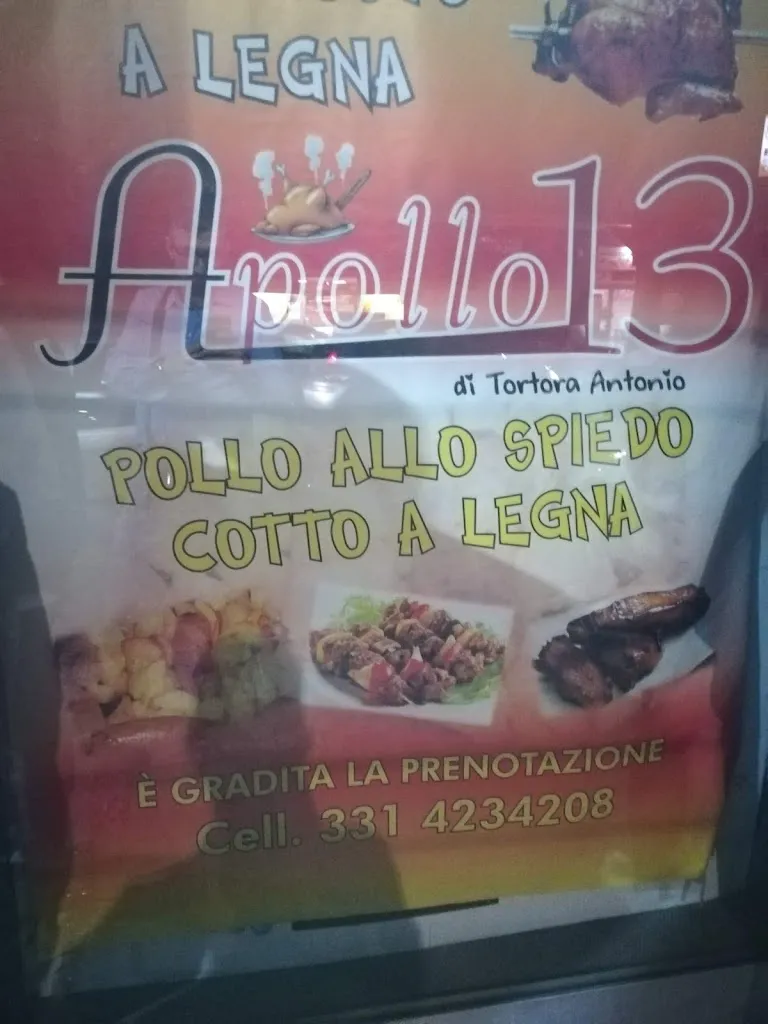 A LEGNA
Apollo13
di Tortora Antonio
POLLO ALLO SPIEDO
COTTO A LEGNA
È GRADITA LA PRENOTAZIONE
Cell. 331 4234208